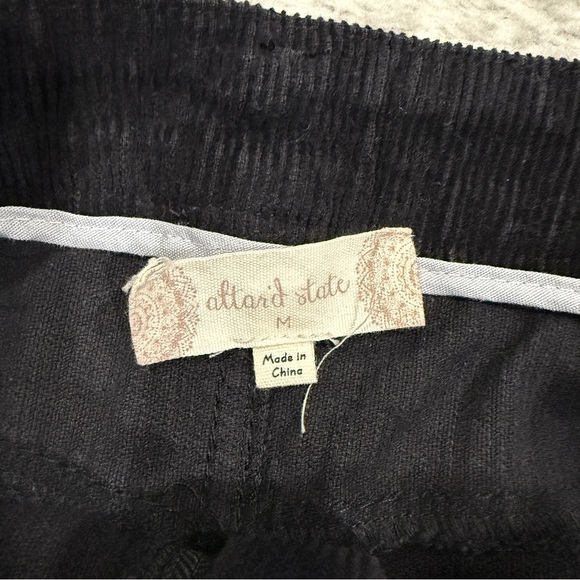 altar'd state
M
Made in
China